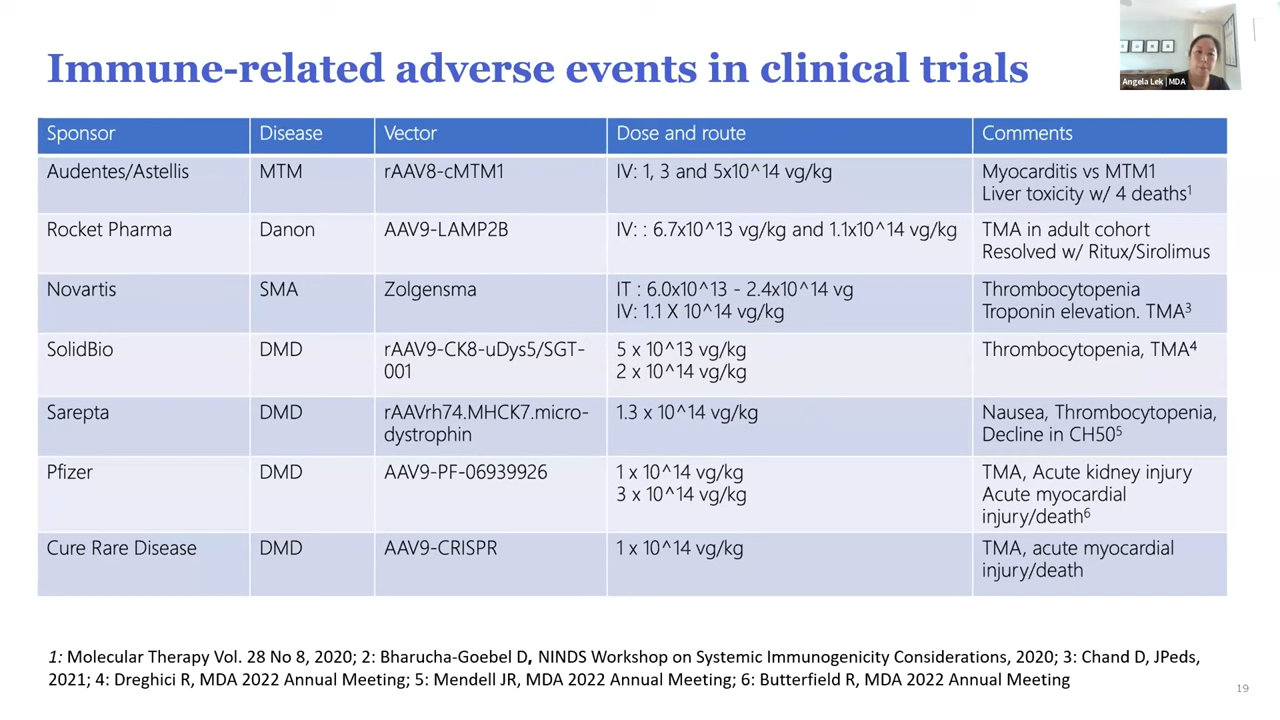 Immune-related adverse events in clinical trials
Angela Lek | MDA
Sponsor Disease Vector Dose and route Comments
Audentes/Astellis MTM rAAV8-cMTM1 IV: 1, 3 and 5x10^14 vg/kg Myocarditis vs MTM1
Liver toxicity w/ 4 deaths¹
Rocket Pharma Danon AAV9-LAMP2B IV: : 6.7x10^13 vg/kg and 1.1x10^14 vg/kg TMA in adult cohort
Resolved w/ Ritux/Sirolimus
Novartis SMA Zolgensma IT : 6.0x10^13 - 2.4x10^14 vg Thrombocytopenia
IV: 1.1 X 10^14 vg/kg Troponin elevation. TMA³
SolidBio DMD rAAV9-CK8-uDys5/SGT- 5 x 10^13 vg/kg Thrombocytopenia, TMA⁴
001 2 x 10^14 vg/kg
Sarepta DMD rAAVrh74.MHCK7.micro- 1.3 x 10^14 vg/kg Nausea, Thrombocytopenia,
dystrophin Decline in CH50⁵
Pfizer DMD AAV9-PF-06939926 1 x 10^14 vg/kg TMA, Acute kidney injury
3 x 10^14 vg/kg Acute myocardial
injury/death⁶
Cure Rare Disease DMD AAV9-CRISPR 1 x 10^14 vg/kg TMA, acute myocardial
injury/death
1: Molecular Therapy Vol. 28 No 8, 2020; 2: Bharucha-Goebel D, NINDS Workshop on Systemic Immunogenicity Considerations, 2020; 3: Chand D, JPeds,
2021; 4: Dreghici R, MDA 2022 Annual Meeting; 5: Mendell JR, MDA 2022 Annual Meeting; 6: Butterfield R, MDA 2022 Annual Meeting
19